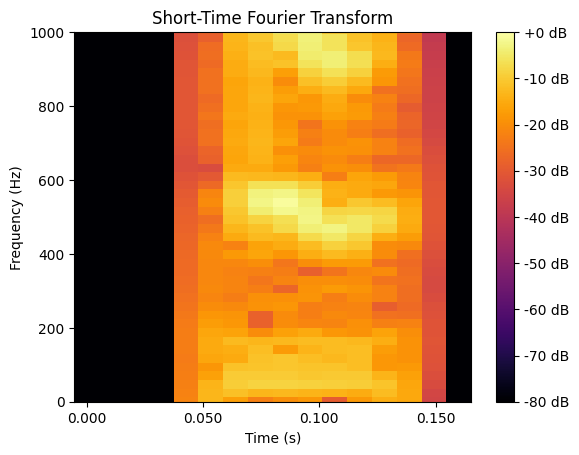 Short-Time Fourier Transform
1000
800
600
400
200
0
Frequency (Hz)
0.000
0.050
0.100
0.150
Time (s)
+0 dB
-10 dB
-20 dB
-30 dB
-40 dB
-50 dB
-60 dB
-70 dB
-80 dB